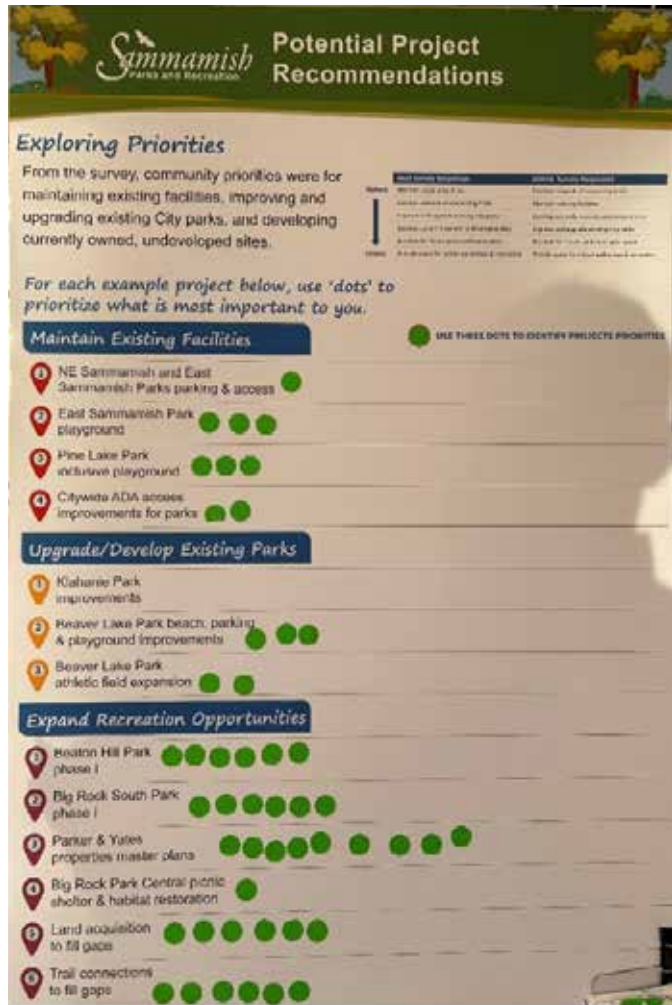 Sammamish
Parks and Recreation
Potential Project
Recommendations
Exploring Priorities
From the survey, community priorities were for
maintaining existing facilities, improving and
upgrading existing City parks, and developing
currently owned, undeveloped sites.
For each example project below, use 'dots' to
prioritize what is most important to you.
Maintain Existing Facilities
USE THREE DOTS TO IDENTIFY PROJECTS PRIORITIES
1 NE Sammamish and East
Sammamish Parks parking & access
2 East Sammamish Park
playground
3 Pine Lake Park
inclusive playground
4 Citywide ADA access
improvements for parks
Upgrade/Develop Existing Parks
1 Klahanie Park
improvements
2 Beaver Lake Park beach, parking
& playground improvements
3 Beaver Lake Park
athletic field expansion
Expand Recreation Opportunities
1 Beaton Hill Park
phase I
2 Big Rock South Park
phase I
3 Parker & Yates
properties master plans
4 Big Rock Park Central picnic
shelter & habitat restoration
5 Land acquisition
to fill gaps
6 Trail connections
to fill gaps